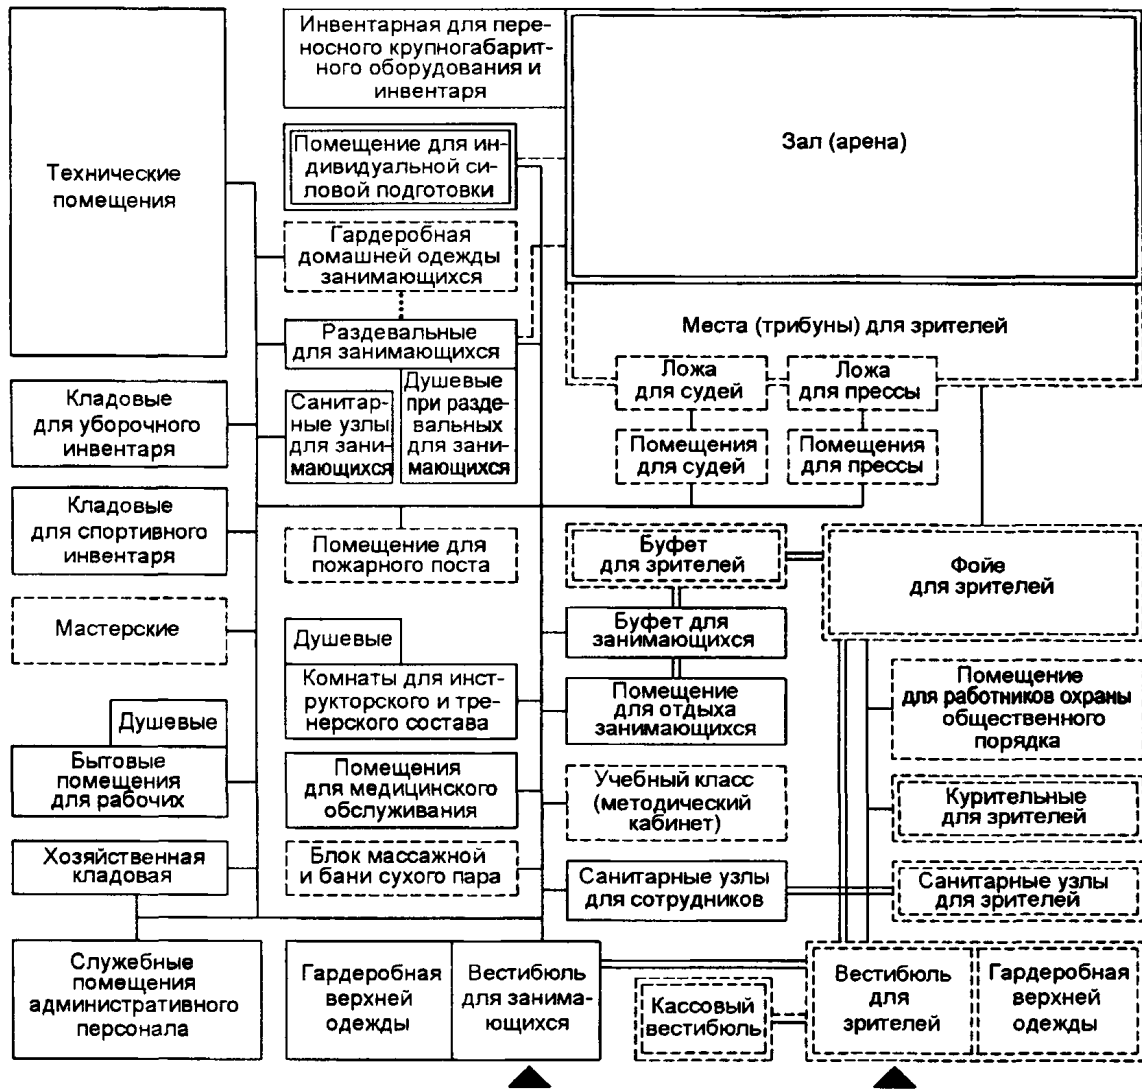 Инвентарная для пере-
носного крупногабарит-
ного оборудования и
инвентаря
Зал (арена)
Технические
помещения
Помещение для ин-
дивидуальной си-
ловой подготовки
Гардеробная
домашней одежды
занимающихся
Места (трибуны) для зрителей
Раздевальные
для занимающихся
Ложа
для судей
Ложа
для прессы
Кладовые
для уборочного
инвентаря
Санитар-
ные узлы
для зани-
мающихся
Душевые
при разде-
вальных
для зани-
мающихся
Помещения
для судей
Помещения
для прессы
Кладовые
для спортивного
инвентаря
Помещение для
пожарного поста
Буфет
для зрителей
Фойе
для зрителей
Мастерские
Душевые
Буфет для
занимающихся
Комнаты для инст-
рукторского и тре-
нерского состава
Помещение
для отдыха
занимающихся
Помещение
для работников охраны
общественного
порядка
Душевые
Бытовые
помещения
для рабочих
Помещения
для медицинского
обслуживания
Учебный класс
(методический
кабинет)
Курительные
для зрителей
Хозяйственная
кладовая
Блок массажной
и бани сухого пара
Санитарные узлы
для сотрудников
Санитарные узлы
для зрителей
Служебные
помещения
административного
персонала
Гардеробная
верхней
одежды
Вестибюль
для занима-
ющихся
Кассовый
вестибюль
Вестибюль
для
зрителей
Гардеробная
верхней
одежды